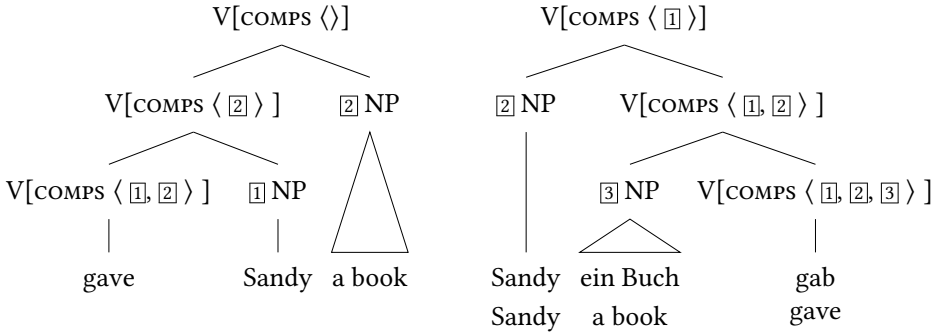 V[COMPS ⟨⟩] V[COMPS ⟨ 1 ⟩]
V[COMPS ⟨ 2 ⟩ ] 2 NP 2 NP V[COMPS ⟨ 1, 2 ⟩ ]
V[COMPS ⟨ 1, 2 ⟩ ] 1 NP 3 NP V[COMPS ⟨ 1, 2, 3 ⟩ ]
gave Sandy a book Sandy ein Buch gab
Sandy a book gave